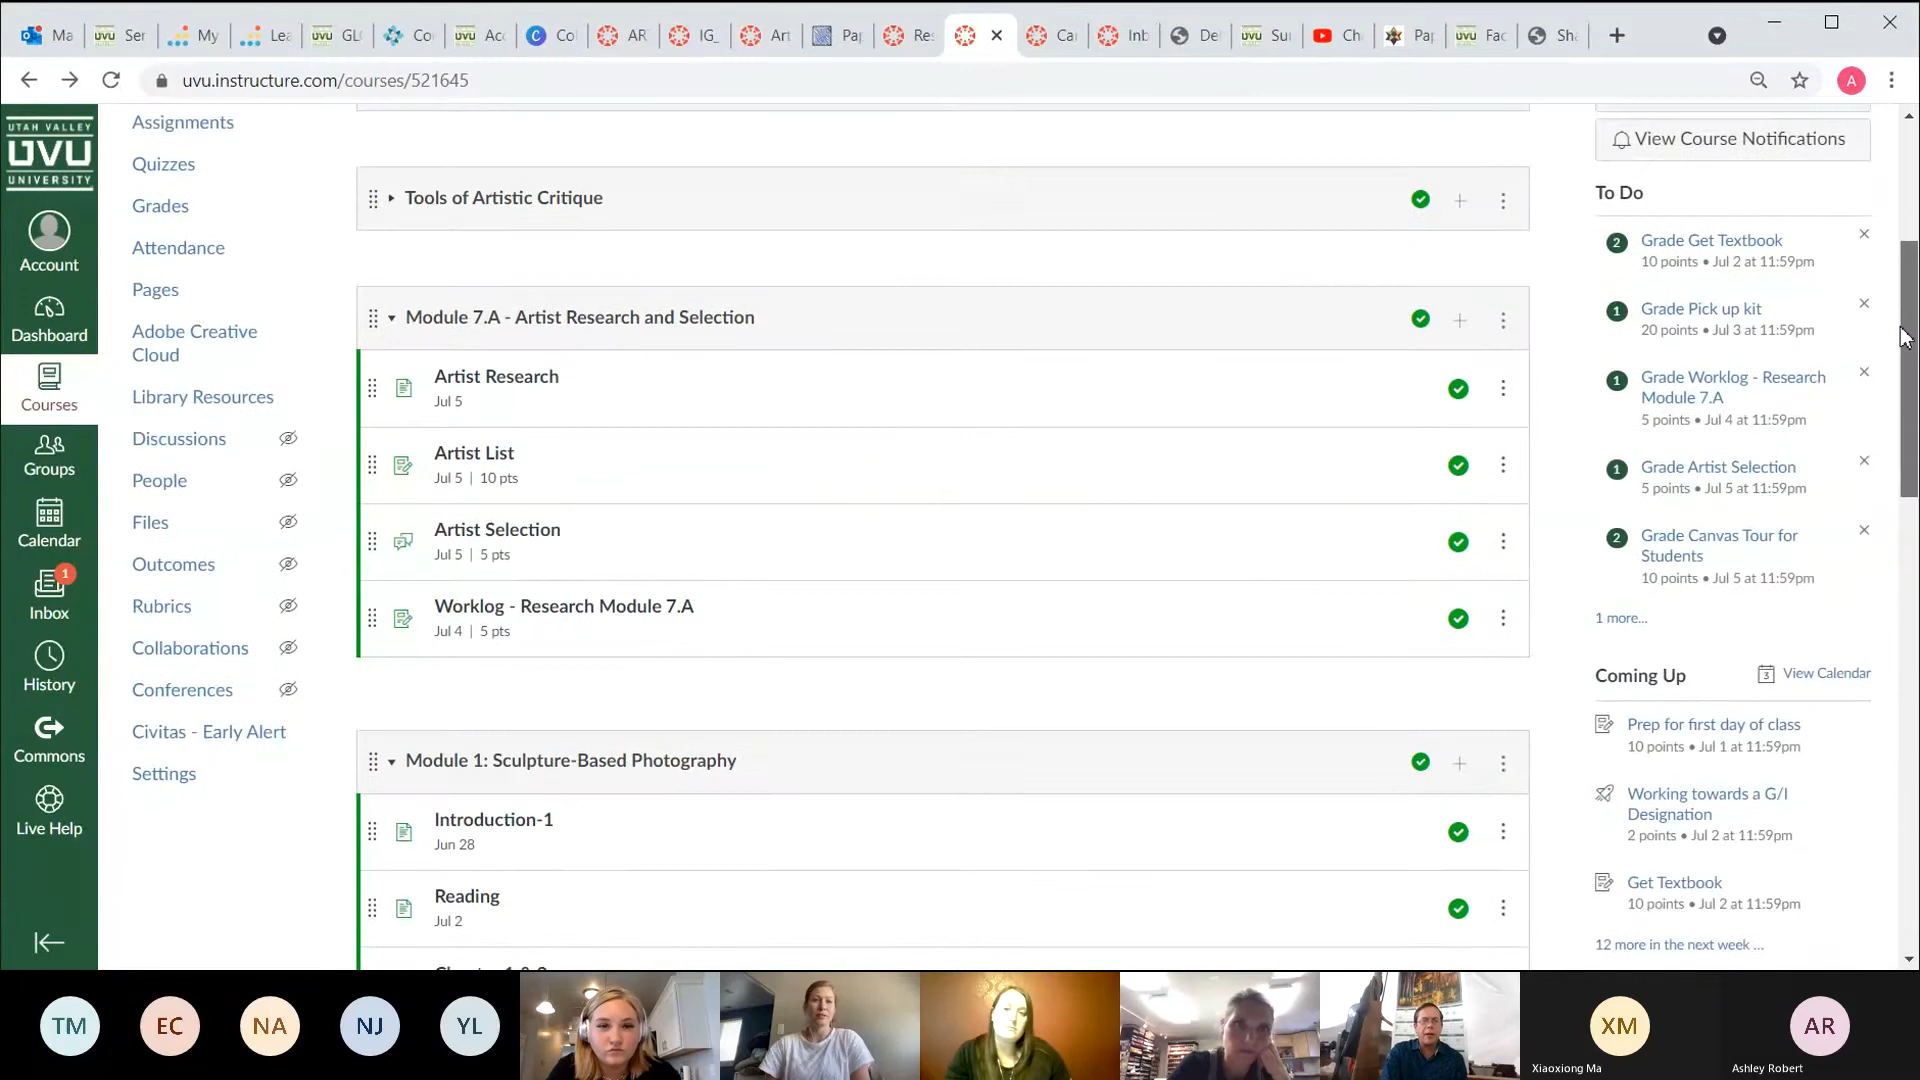 Ma
Ser
My
Lea
GL
Co
Acc
Co
AR
IG_
Art
Pap
Res
Ca
Inb
De
Sur
Ch
Pap
Fac
Sha
uvu.instructure.com/courses/521645
A
UTAH VALLEY
UVU
UNIVERSITY
Account
Dashboard
Courses
Groups
Calendar
1
Inbox
History
Commons
Live Help
Assignments
Quizzes
Grades
Attendance
Pages
Adobe Creative
Cloud
Library Resources
Discussions
People
Files
Outcomes
Rubrics
Collaborations
Conferences
Civitas - Early Alert
Settings
Tools of Artistic Critique
Module 7.A - Artist Research and Selection
Artist Research
Jul 5
Artist List
Jul 5 | 10 pts
Artist Selection
Jul 5 | 5 pts
Worklog - Research Module 7.A
Jul 4 | 5 pts
Module 1: Sculpture-Based Photography
Introduction-1
Jun 28
Reading
Jul 2
View Course Notifications
To Do
2 Grade Get Textbook
10 points • Jul 2 at 11:59pm
1 Grade Pick up kit
20 points • Jul 3 at 11:59pm
1 Grade Worklog - Research
Module 7.A
5 points • Jul 4 at 11:59pm
1 Grade Artist Selection
5 points • Jul 5 at 11:59pm
2 Grade Canvas Tour for
Students
10 points • Jul 5 at 11:59pm
1 more...
Coming Up
3 View Calendar
Prep for first day of class
10 points • Jul 1 at 11:59pm
Working towards a G/I
Designation
2 points • Jul 2 at 11:59pm
Get Textbook
10 points • Jul 2 at 11:59pm
12 more in the next week ...
TM
EC
NA
NJ
YL
XM
Xiaoxiong Ma
AR
Ashley Robert